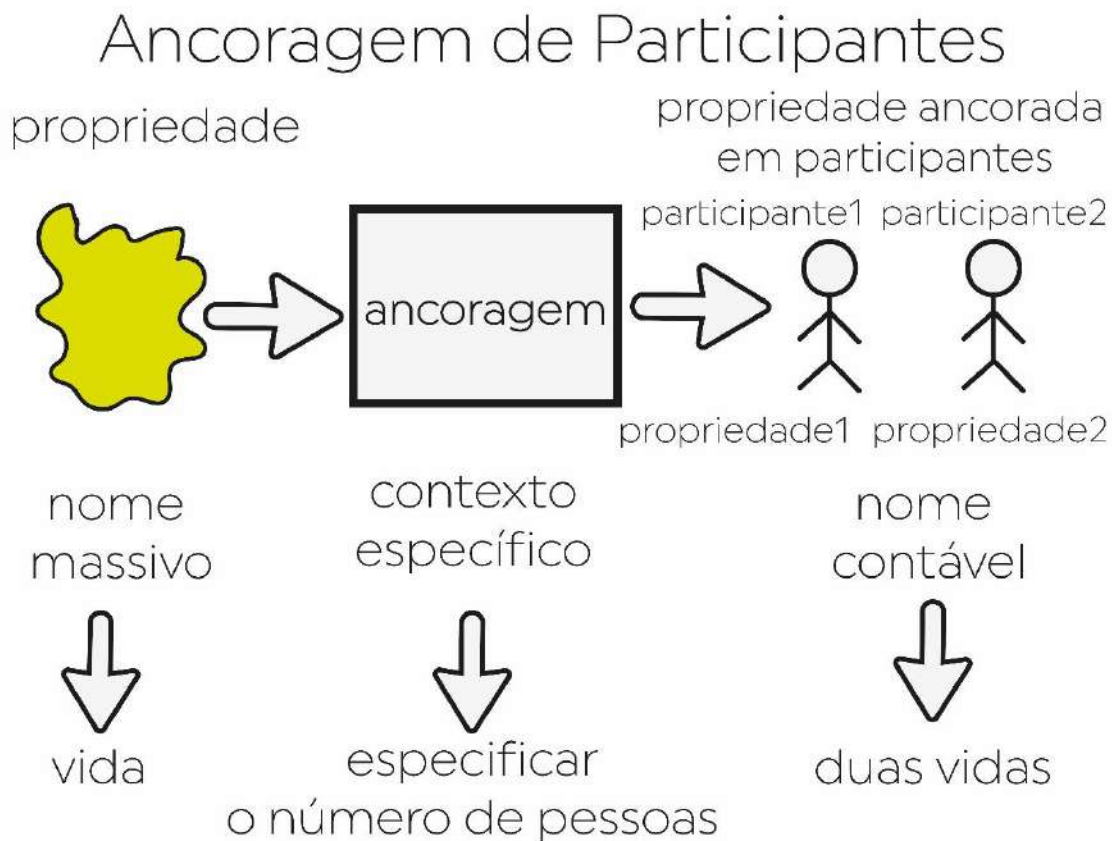 Ancoragem de Participantes
propriedade
propriedade ancorada
em participantes
participante1 participante2
ancoragem
propriedade1 propriedade2
nome
massivo
contexto
específico
nome
contável
vida
especificar
o número de pessoas
duas vidas